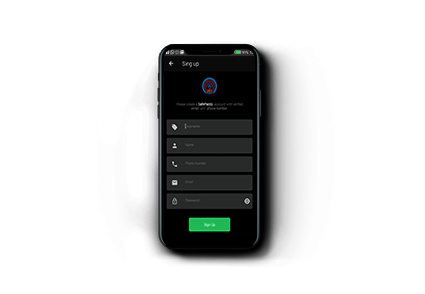 Sing up
Please create a account with verified
email and phone number
Username
Name
Phone Number
Email
Password
Sign Up